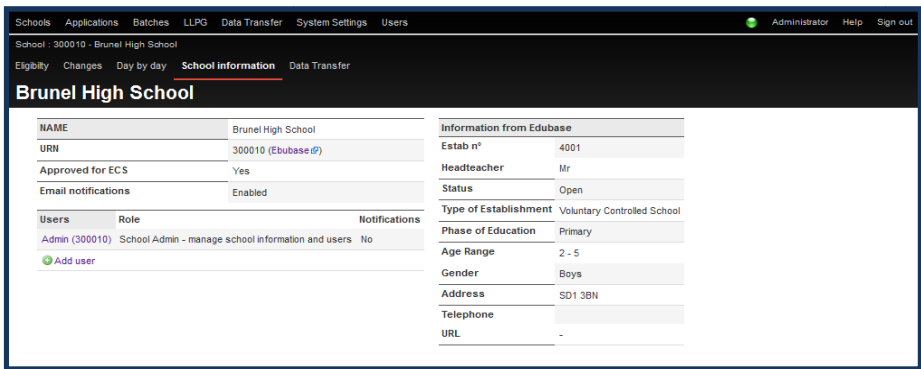 Schools Applications Batches LLPG Data Transfer System Settings Users Administrator Help Sign out
School : 300010 - Brunel High School
Eligibilty Changes Day by day School information Data Transfer
Brunel High School
NAME Brunel High School
URN 300010 (Ebubase)
Approved for ECS Yes
Email notifications Enabled
Users Role Notifications
Admin (300010) School Admin - manage school information and users No
Add user
Information from Edubase
Estab nº 4001
Headteacher Mr
Status Open
Type of Establishment Voluntary Controlled School
Phase of Education Primary
Age Range 2 - 5
Gender Boys
Address SD1 3BN
Telephone
URL -